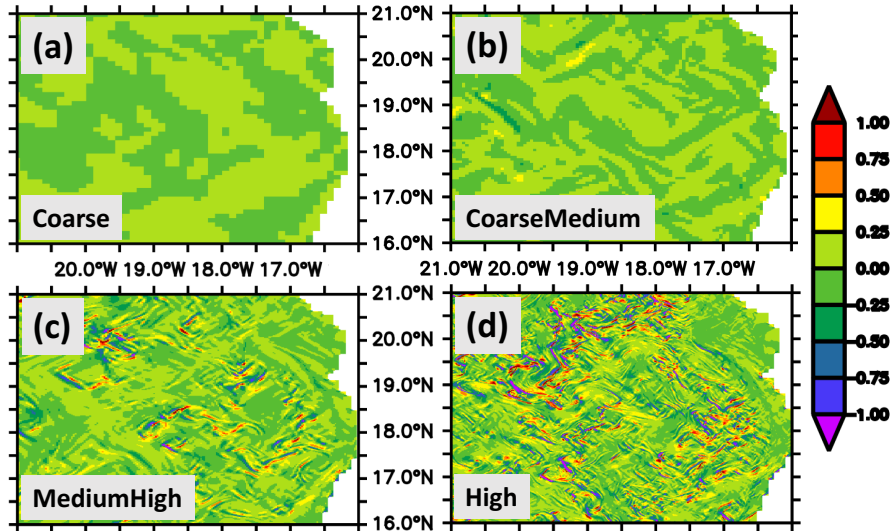 (a)
Coarse
21.0°N
20.0°N
19.0°N
18.0°N
17.0°N
16.0°N
(b)
CoarseMedium
20.0°W 19.0°W 18.0°W 17.0°W
21.0°W 20.0°W 19.0°W 18.0°W 17.0°W
(c)
MediumHigh
21.0°N
20.0°N
19.0°N
18.0°N
17.0°N
16.0°N
(d)
High
1.00
0.75
0.50
0.25
0.00
-0.25
-0.50
-0.75
-1.00